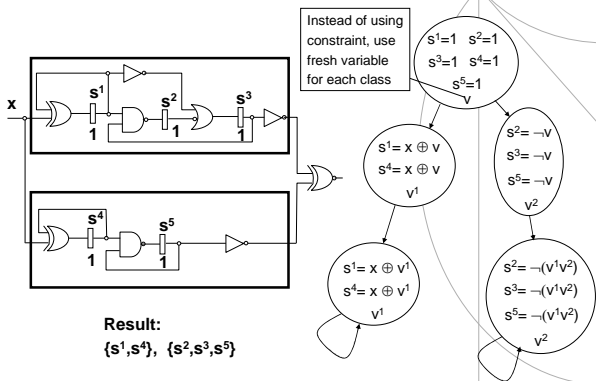 Instead of using
constraint, use
fresh variable
for each class
s¹=1 s²=1
s³=1 s⁴=1
s⁵=1
v
x
s¹
1
s²
1
s³
1
s⁴
1
s⁵
1
s¹= x ⊕ v
s⁴= x ⊕ v
v¹
s²= ¬v
s³= ¬v
s⁵= ¬v
v²
s¹= x ⊕ v¹
s⁴= x ⊕ v¹
v¹
s²= ¬(v¹v²)
s³= ¬(v¹v²)
s⁵= ¬(v¹v²)
v²
Result:
{s¹,s⁴}, {s²,s³,s⁵}